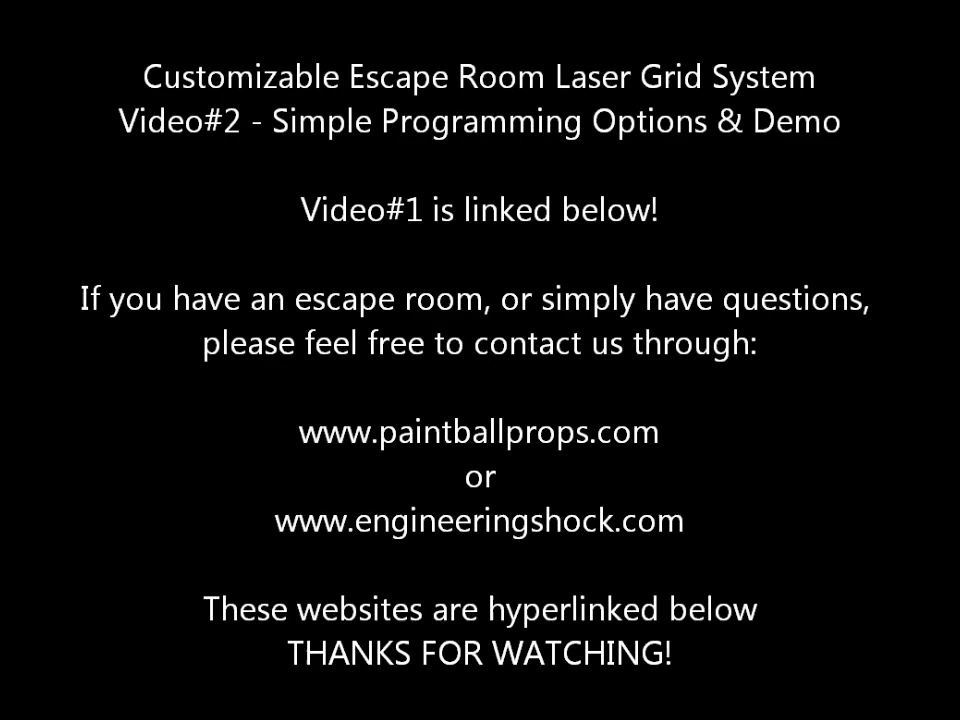 Customizable Escape Room Laser Grid System
Video#2 - Simple Programming Options & Demo
Video#1 is linked below!
If you have an escape room, or simply have questions,
please feel free to contact us through:
www.paintballprops.com
or
www.engineeringshock.com
These websites are hyperlinked below
THANKS FOR WATCHING!